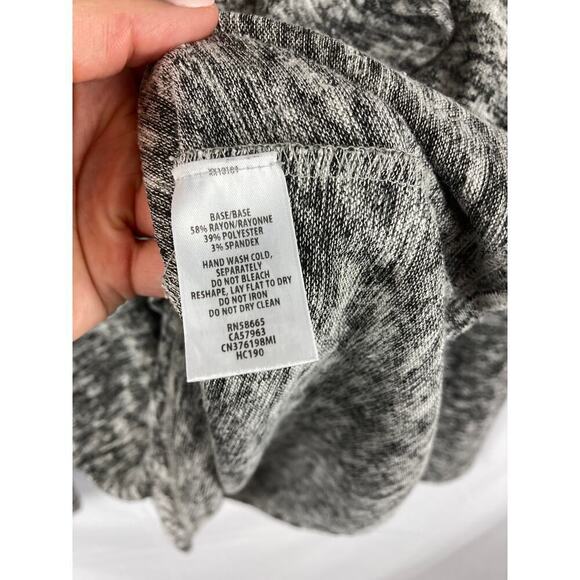 BASE/BASE
58% RAYON/RAYONNE
39% POLYESTER
3% SPANDEX
HAND WASH COLD,
SEPARATELY
DO NOT BLEACH
RESHAPE, LAY FLAT TO DRY
DO NOT IRON
DO NOT DRY CLEAN
RN58665
CA57963
CN376198MI
HC190